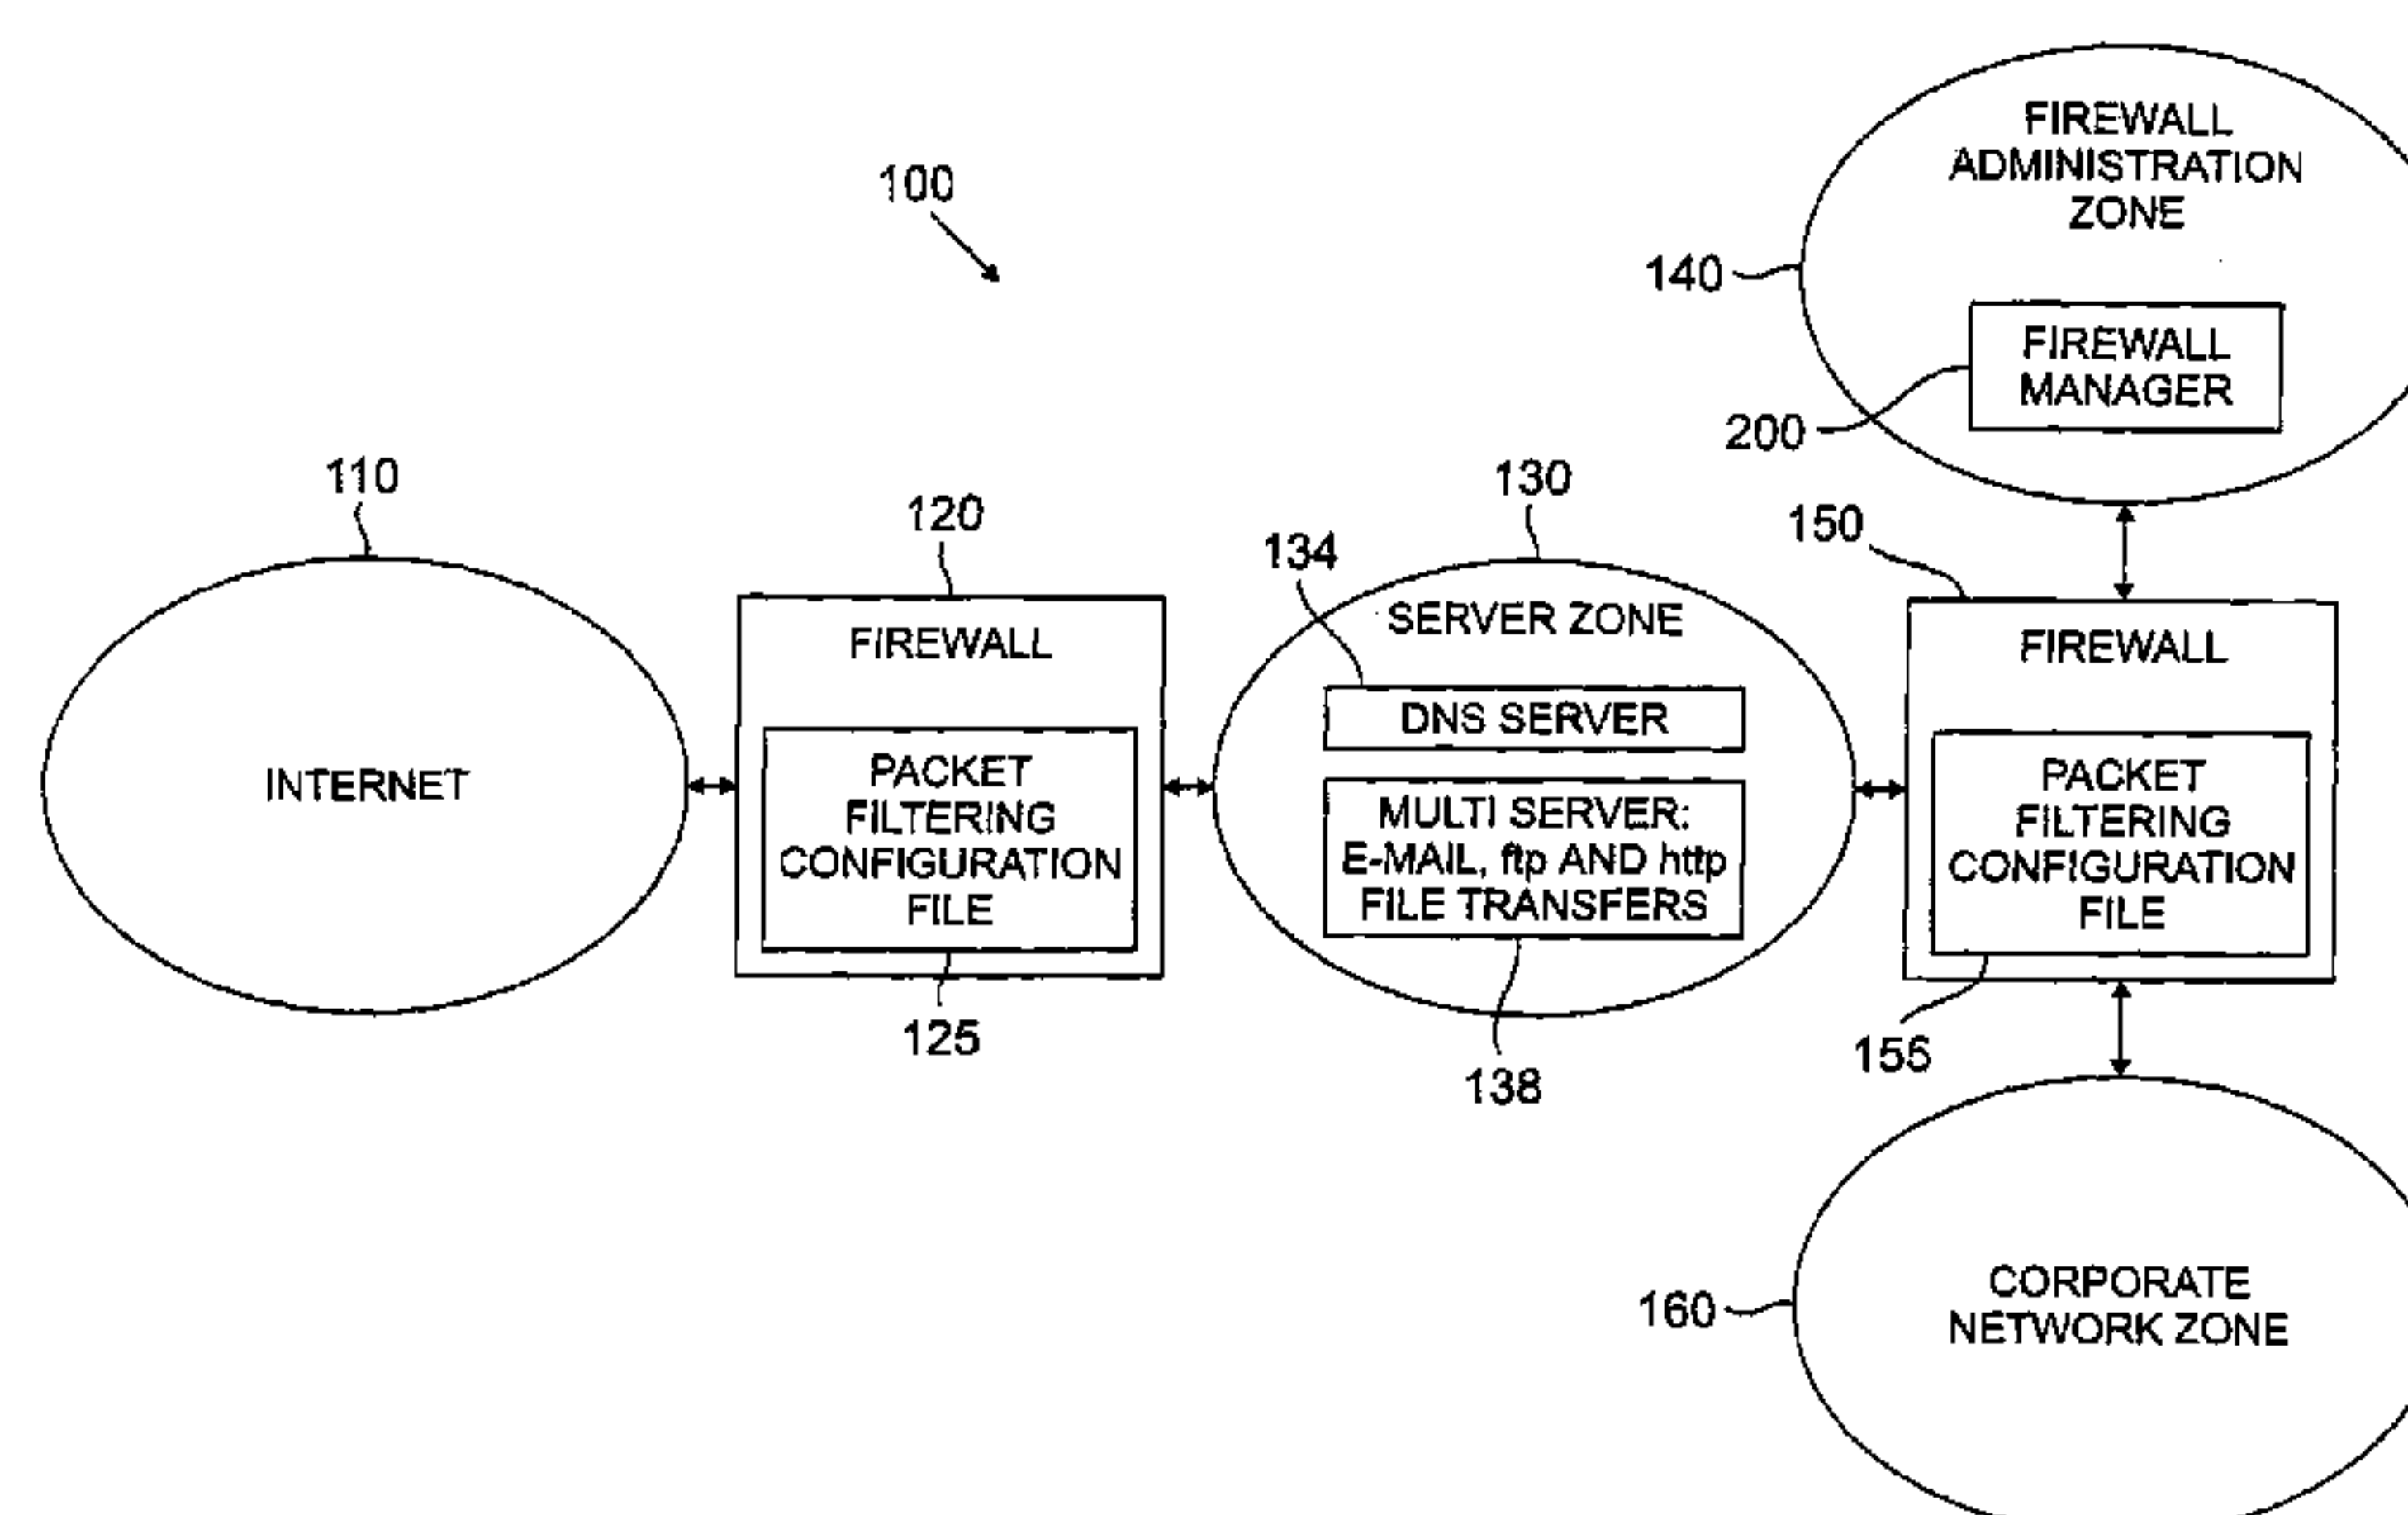 100
FIREWALL
ADMINISTRATION
ZONE
140
FIREWALL
MANAGER
200
110
120
130
134
150
INTERNET
FIREWALL
PACKET
FILTERING
CONFIGURATION
FILE
125
SERVER ZONE
DNS SERVER
MULTI SERVER:
E-MAIL, ftp AND http
FILE TRANSFERS
138
FIREWALL
PACKET
FILTERING
CONFIGURATION
FILE
155
160
CORPORATE
NETWORK ZONE